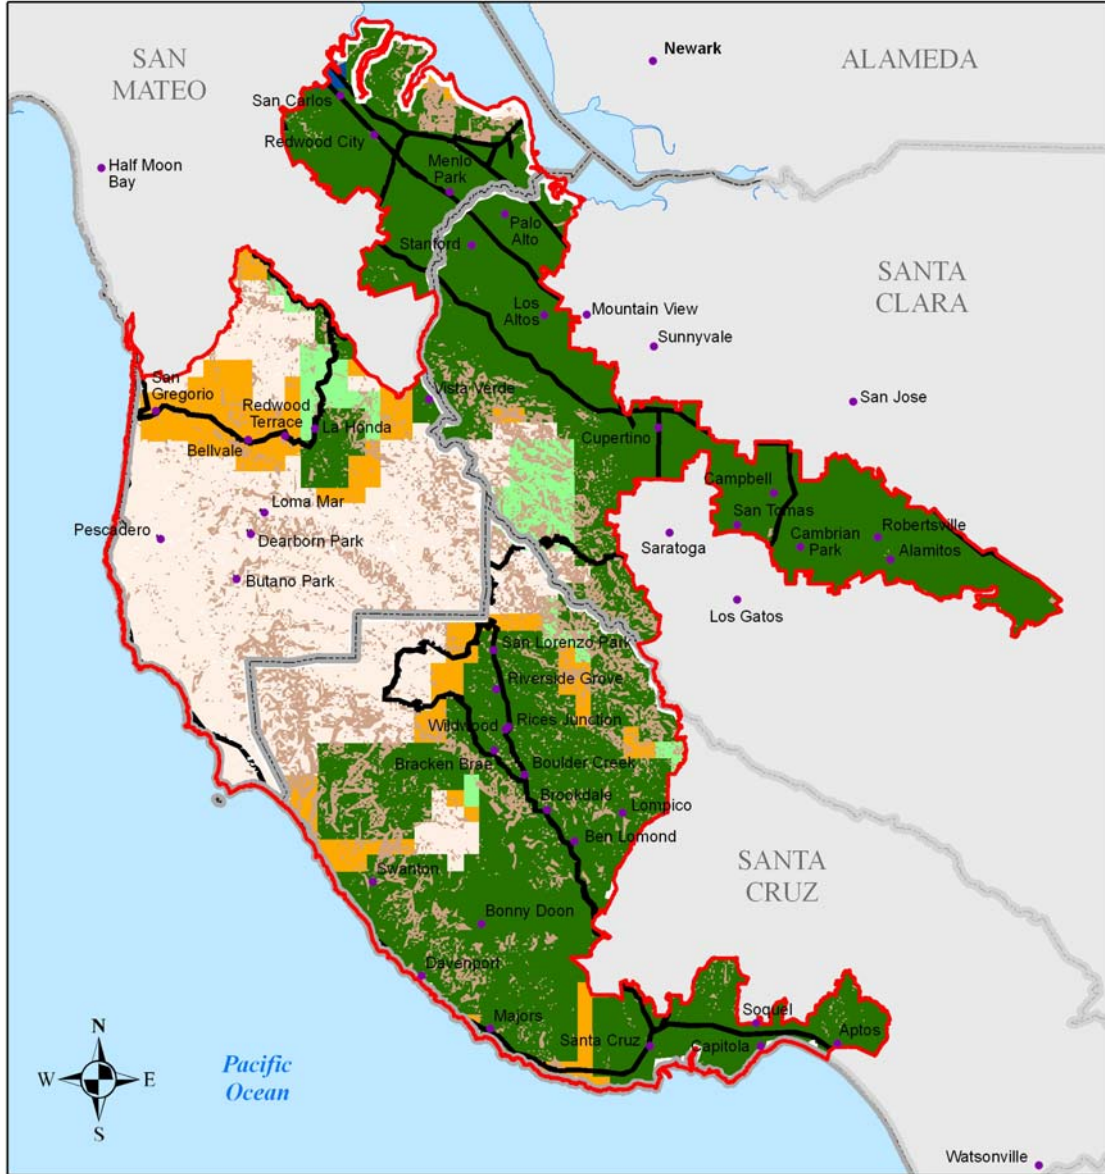 SAN
MATEO
Newark
ALAMEDA
San Carlos
Redwood City
Half Moon
Bay
Menlo
Park
Palo
Alto
Stanford
SANTA
CLARA
Los
Altos
Mountain View
Sunnyvale
San
Gregorio
Redwood
Terrace
Vista Verde
San Jose
La Honda
Bellvale
Cupertino
Campbell
Loma Mar
San Tomas
Pescadero
Dearborn Park
Saratoga
Cambrian
Park
Robertsville
Alamitos
Butano Park
Los Gatos
San Lorenzo Park
Riverside Grove
Wildwood
Rices Junction
Bracken Brae
Boulder Creek
Brookdale
Lompico
Ben Lomond
Swanton
SANTA
CRUZ
Bonny Doon
Davenport
Majors
Santa Cruz
Soquel
Capitola
Aptos
N
W
E
S
Pacific
Ocean
Watsonville